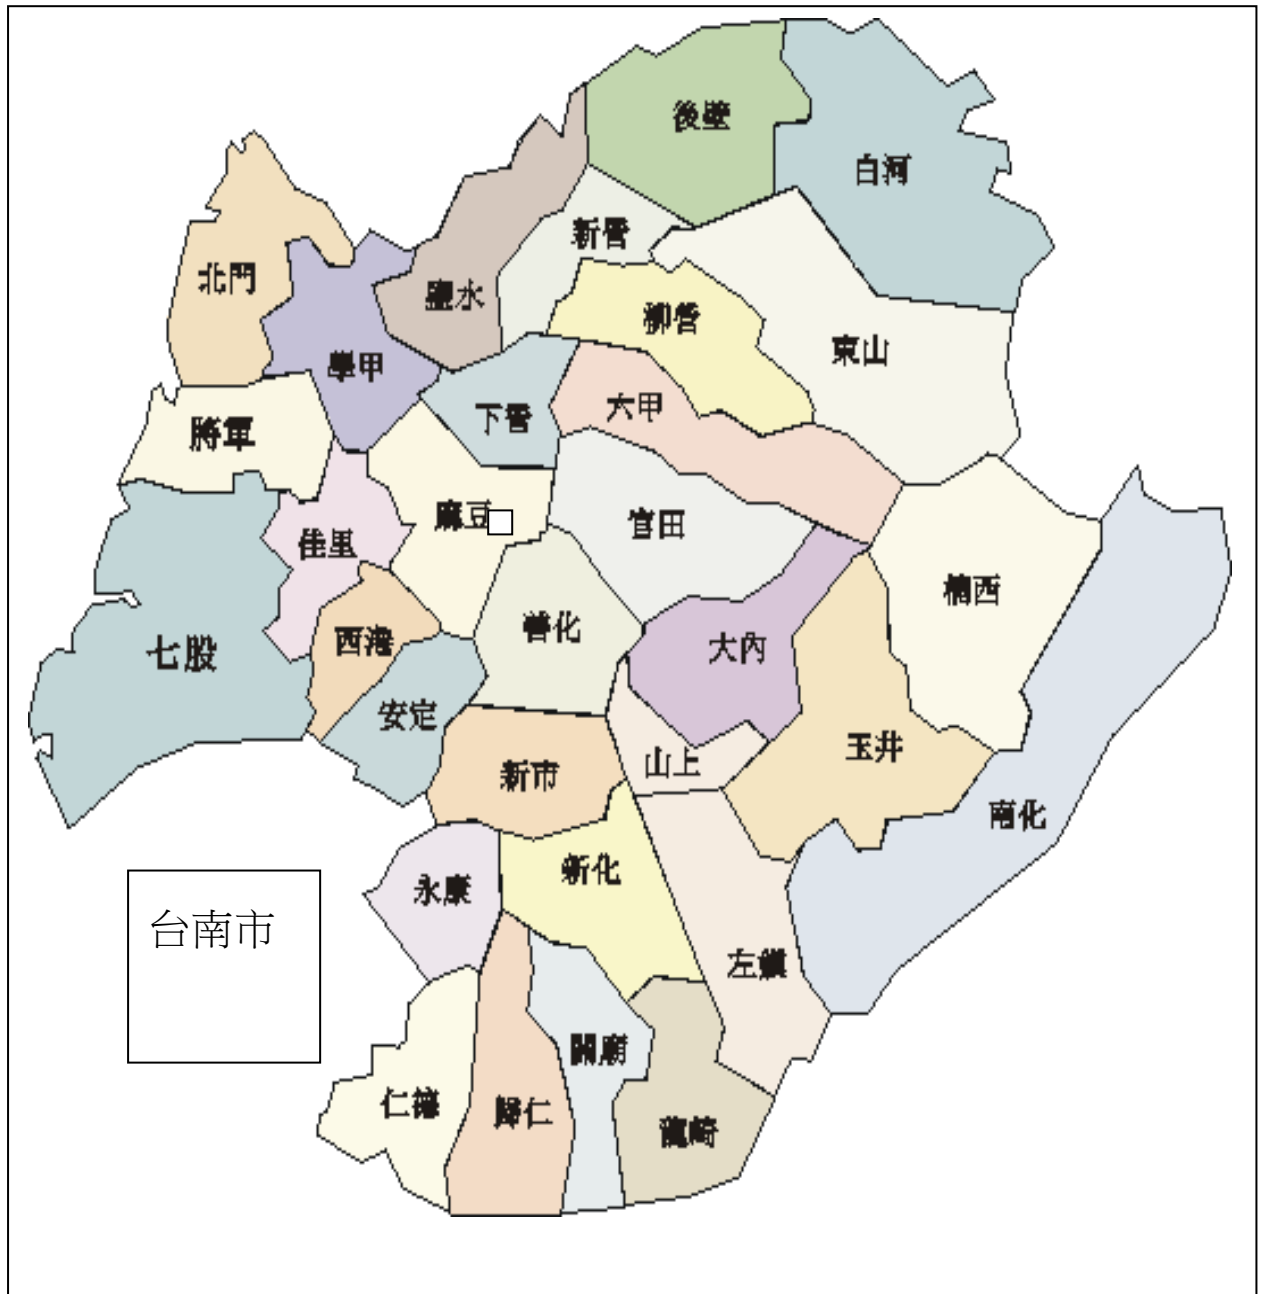 後壁
白河
新營
北門
鹽水
柳營
東山
學甲
六甲
下營
將軍
麻豆
官田
佳里
楠西
善化
西港
大內
七股
安定
玉井
山上
新市
南化
新化
永康
台南市
左鎮
關廟
仁德
歸仁
龍崎